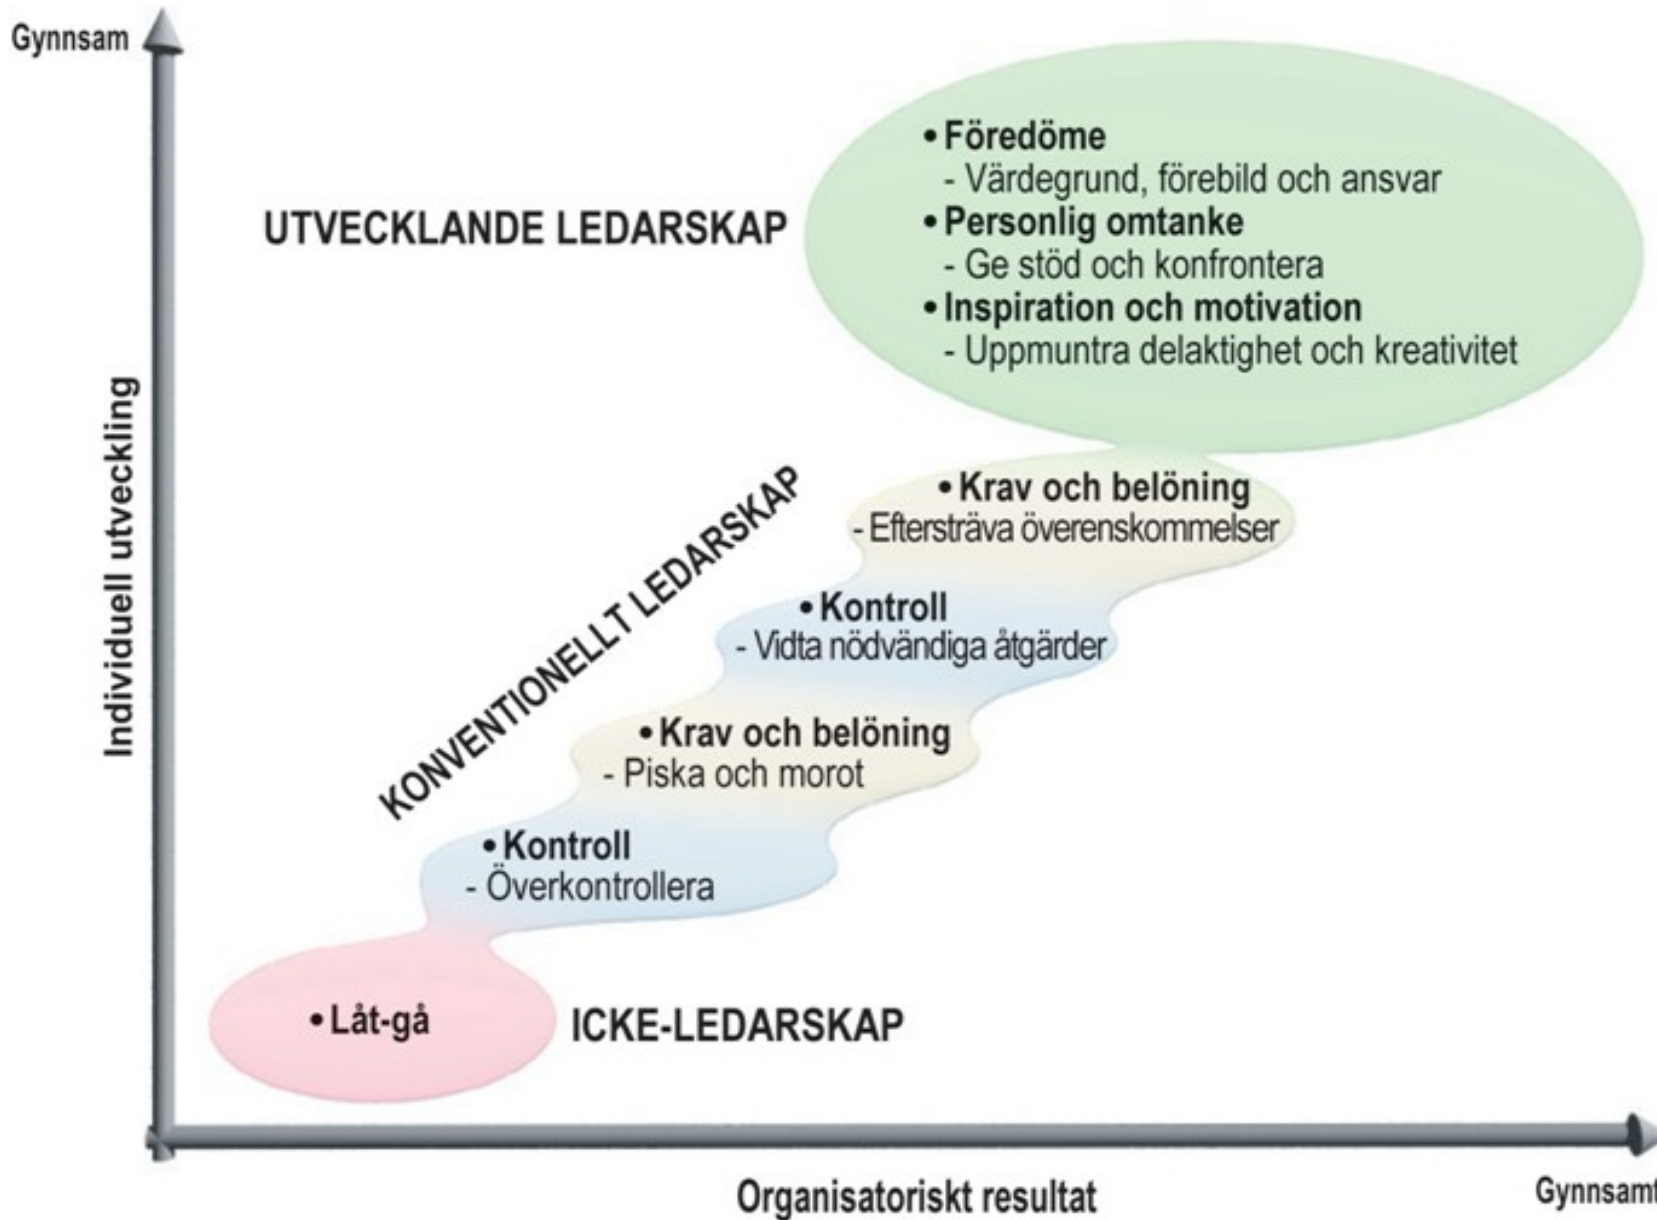 Gynnsam
• Föredöme
- Värdegrund, förebild och ansvar
UTVECKLANDE LEDARSKAP
• Personlig omtanke
- Ge stöd och konfrontera
• Inspiration och motivation
- Uppmuntra delaktighet och kreativitet
Individuell utveckling
KONVENTIONELLT LEDARSKAP
• Krav och belöning
- Eftersträva överenskommelser
• Kontroll
- Vidta nödvändiga åtgärder
• Krav och belöning
- Piska och morot
• Kontroll
- Överkontrollera
• Låt-gå
ICKE-LEDARSKAP
Organisatoriskt resultat
Gynnsamt